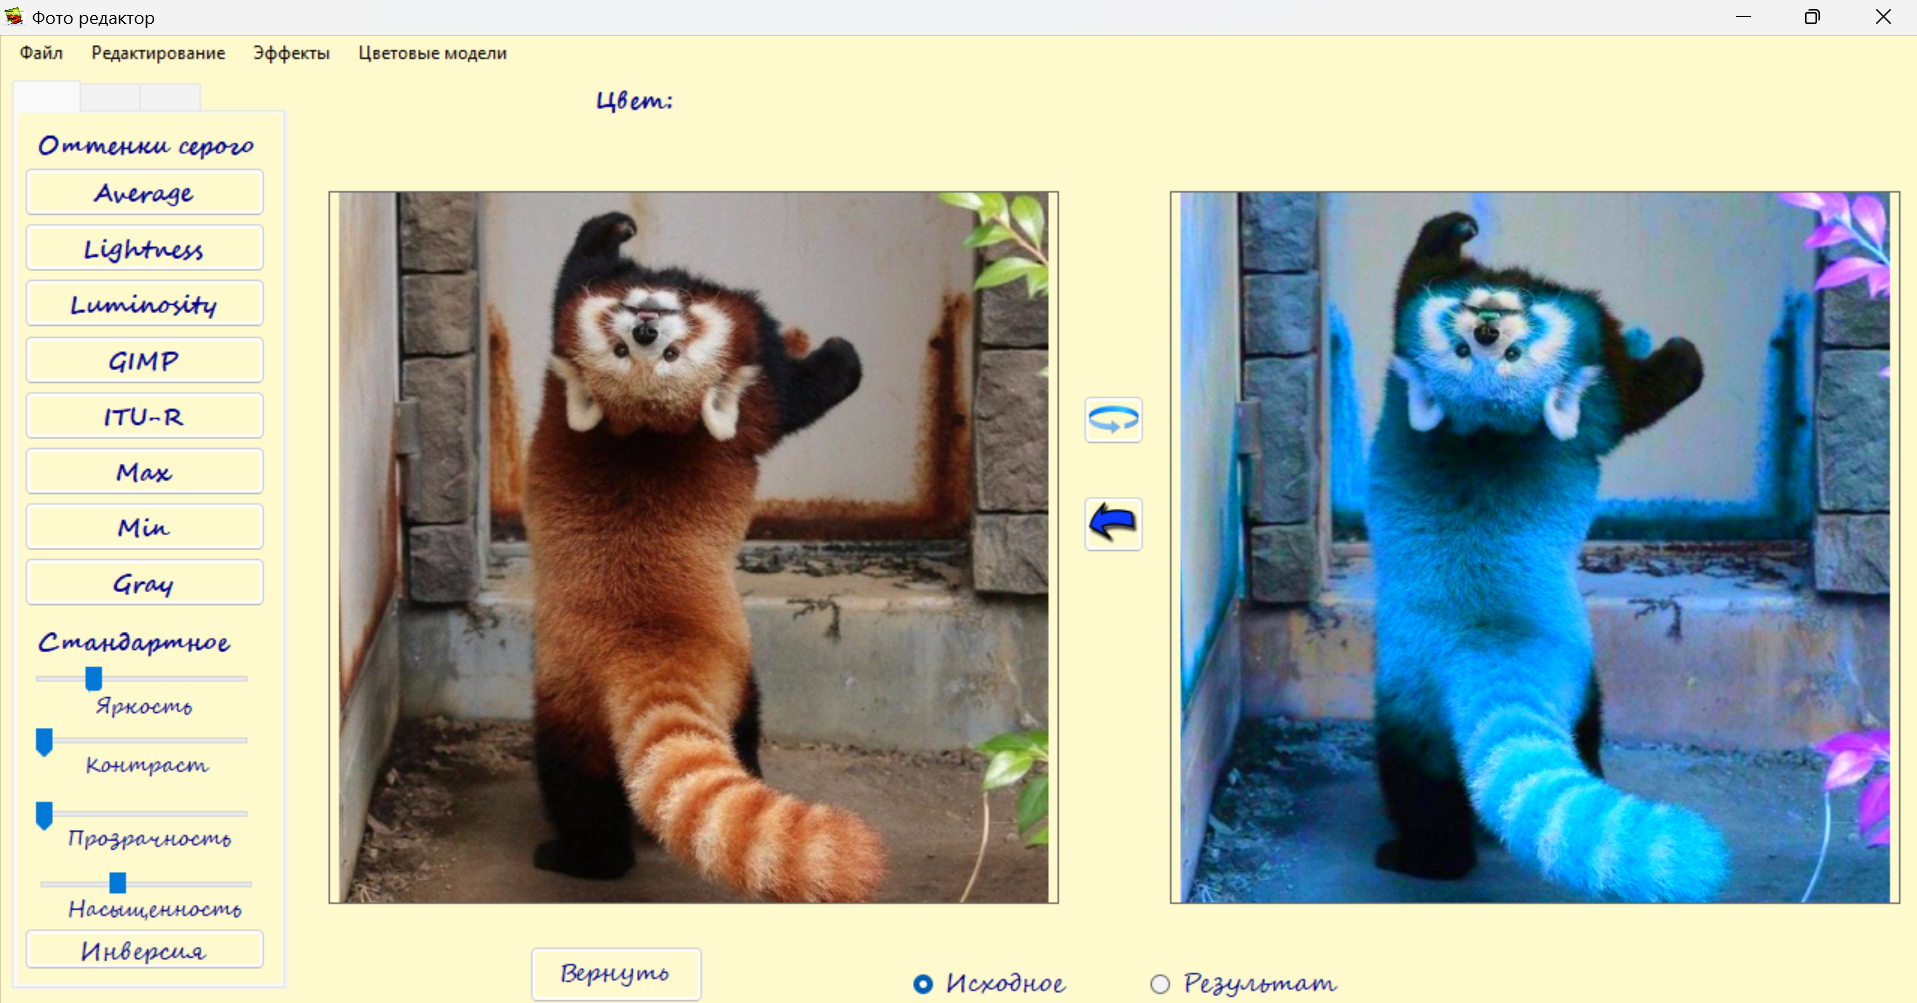 Фото редактор
Файл Редактирование Эффекты Цветовые модели
Цвет:
Оттенки серого
Average
Lightness
Luminosity
GIMP
ITU-R
Max
Min
Gray
Стандартное
Яркость
Контраст
Прозрачность
Насыщенность
Инверсия
Вернуть
Исходное
Результат